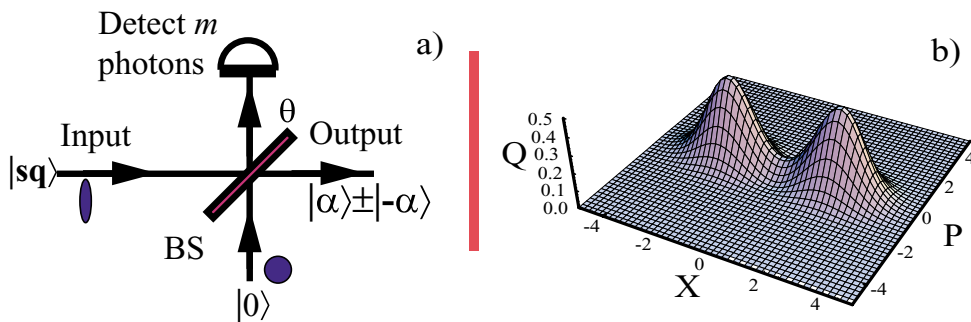 Detect m
photons
a)
θ
Input
Output
|sq⟩
|α⟩±|-α⟩
BS
|0⟩
b)
0.5
0.4
0.3
0.2
0.1
0.0
Q
-4
-2
0
2
4
X
4
2
0
-2
-4
P